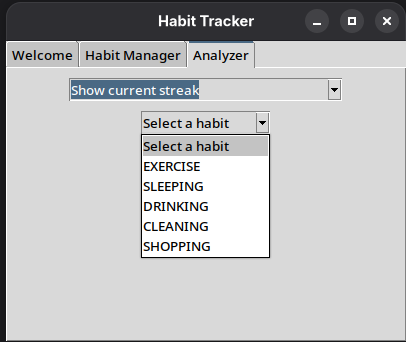 Habit Tracker
Welcome Habit Manager Analyzer
Show current streak
Select a habit
Select a habit
EXERCISE
SLEEPING
DRINKING
CLEANING
SHOPPING